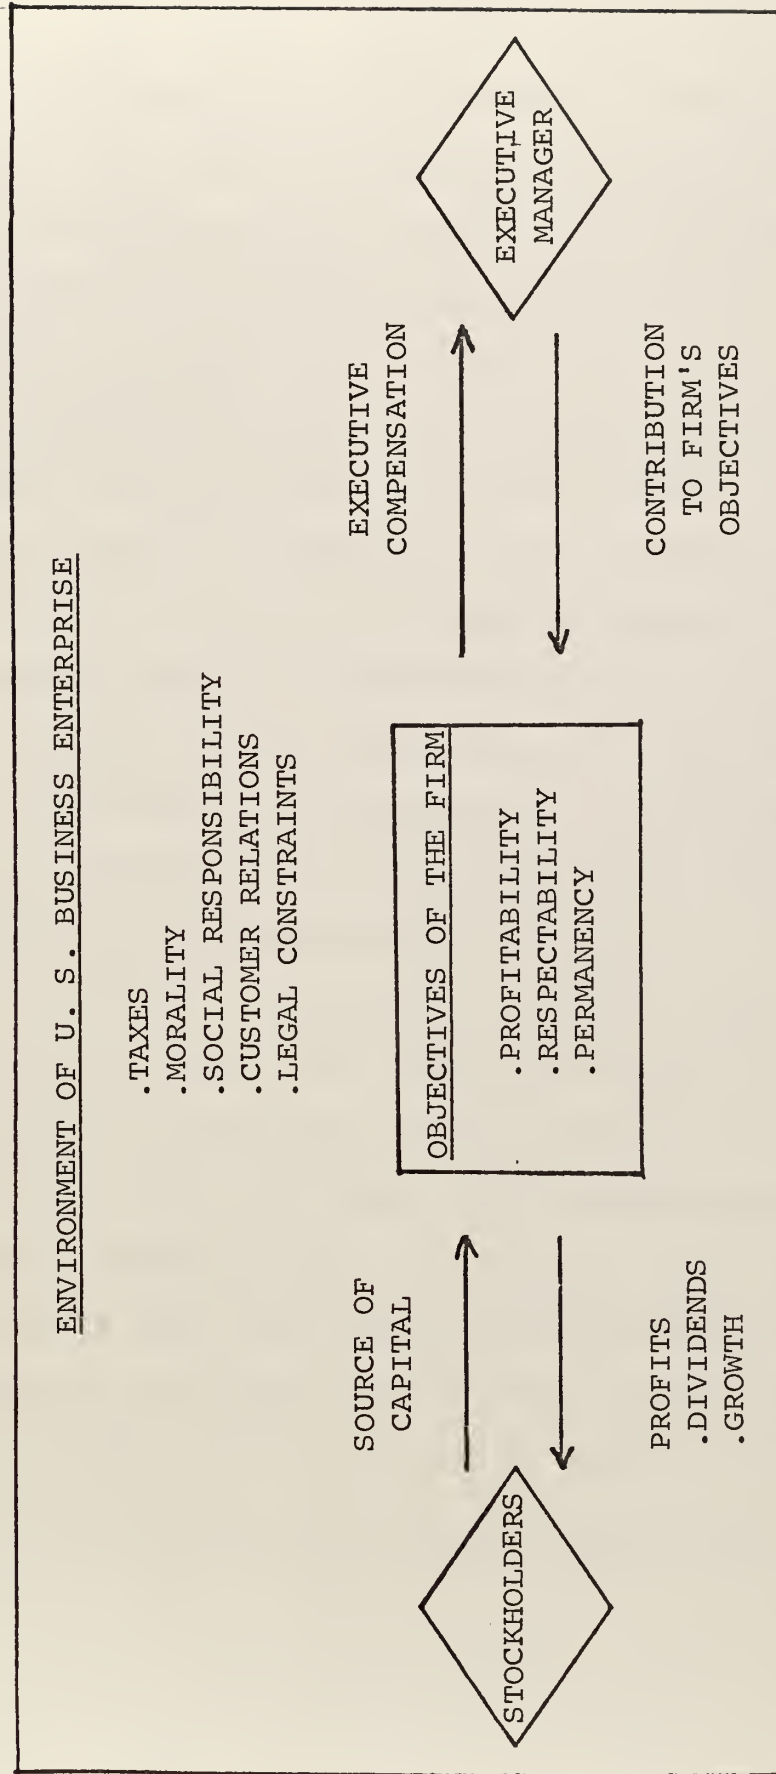 ENVIRONMENT OF U. S. BUSINESS ENTERPRISE
.TAXES
.MORALITY
.SOCIAL RESPONSIBILITY
.CUSTOMER RELATIONS
.LEGAL CONSTRAINTS
STOCKHOLDERS
SOURCE OF
CAPITAL
PROFITS
.DIVIDENDS
.GROWTH
OBJECTIVES OF THE FIRM
.PROFITABILITY
.RESPECTABILITY
.PERMANENCY
EXECUTIVE
COMPENSATION
CONTRIBUTION
TO FIRM'S
OBJECTIVES
EXECUTIVE
MANAGER